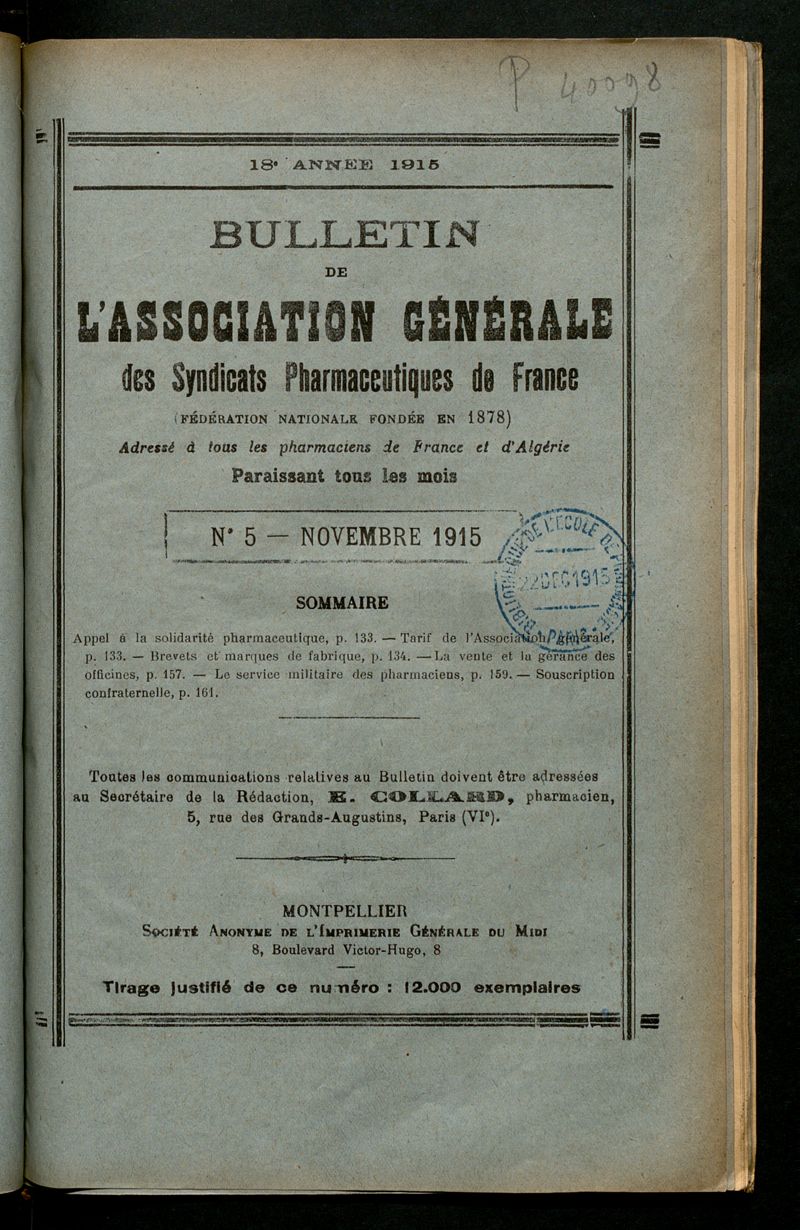 P 40098
18e ANNEE 1915
BULLETIN
DE
L'ASSOCIATION GÉNÉRALE
des Syndicats Pharmaceutiques de France
(FÉDÉRATION NATIONALE FONDÉE EN 1878)
Adressé à tous les pharmaciens de France et d'Algérie
Paraissant tous les mois
N° 5 — NOVEMBRE 1915
22 DEC 1915
SOMMAIRE
Appel à la solidarité pharmaceutique, p. 133. — Tarif de l'Association générale,
p. 133. — Brevets et marques de fabrique, p. 134. — La vente et la gérance des
officines, p. 157. — Le service militaire des pharmaciens, p. 159. — Souscription
confraternelle, p. 161.
Toutes les communications relatives au Bulletin doivent être adressées
au Secrétaire de la Rédaction, E. COLLARD, pharmacien,
5, rue des Grands-Augustins, Paris (VIe).
MONTPELLIER
SOCIÉTÉ ANONYME DE L'IMPRIMERIE GÉNÉRALE DU MIDI
8, Boulevard Victor-Hugo, 8
Tirage justifié de ce numéro : 12.000 exemplaires